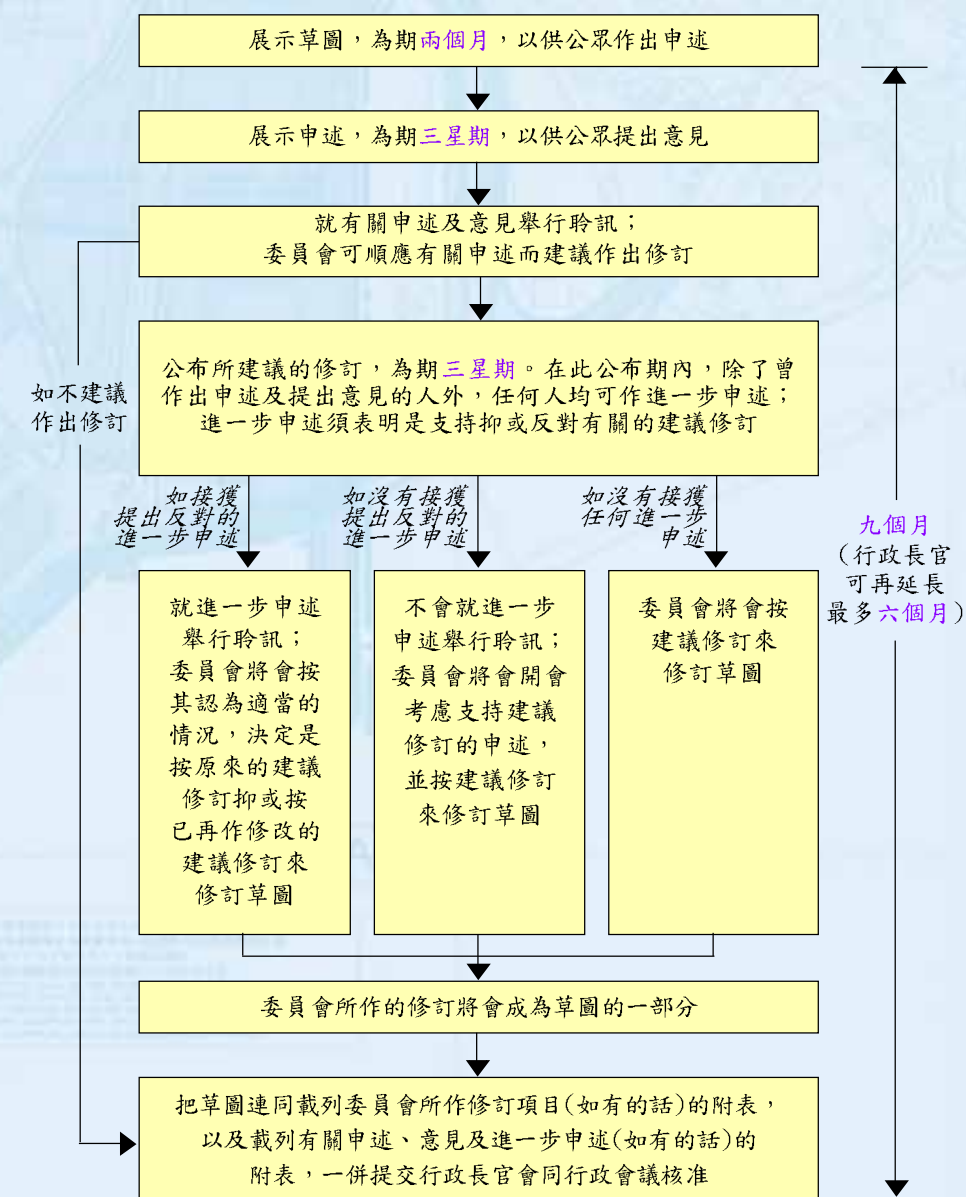 展示草圖，為期兩個月，以供公眾作出申述
展示申述，為期三星期，以供公眾提出意見
就有關申述及意見舉行聆訊；
委員會可順應有關申述而建議作出修訂
如不建議
作出修訂
公布所建議的修訂，為期三星期。在此公布期內，除了曾
作出申述及提出意見的人外，任何人均可作進一步申述；
進一步申述須表明是支持抑或反對有關的建議修訂
如接獲
提出反對的
進一步申述
如沒有接獲
提出反對的
進一步申述
如沒有接獲
任何進一步
申述
就進一步申述
舉行聆訊；
委員會將會按
其認為適當的
情況，決定是
按原來的建議
修訂抑或按
已再作修改的
建議修訂來
修訂草圖
不會就進一步
申述舉行聆訊；
委員會將會開會
考慮支持建議
修訂的申述，
並按建議修訂
來修訂草圖
委員會將會按
建議修訂來
修訂草圖
九個月
（行政長官
可再延長
最多六個月）
委員會所作的修訂將會成為草圖的一部分
把草圖連同載列委員會所作修訂項目(如有的話)的附表，
以及載列有關申述、意見及進一步申述(如有的話)的
附表，一併提交行政長官會同行政會議核准